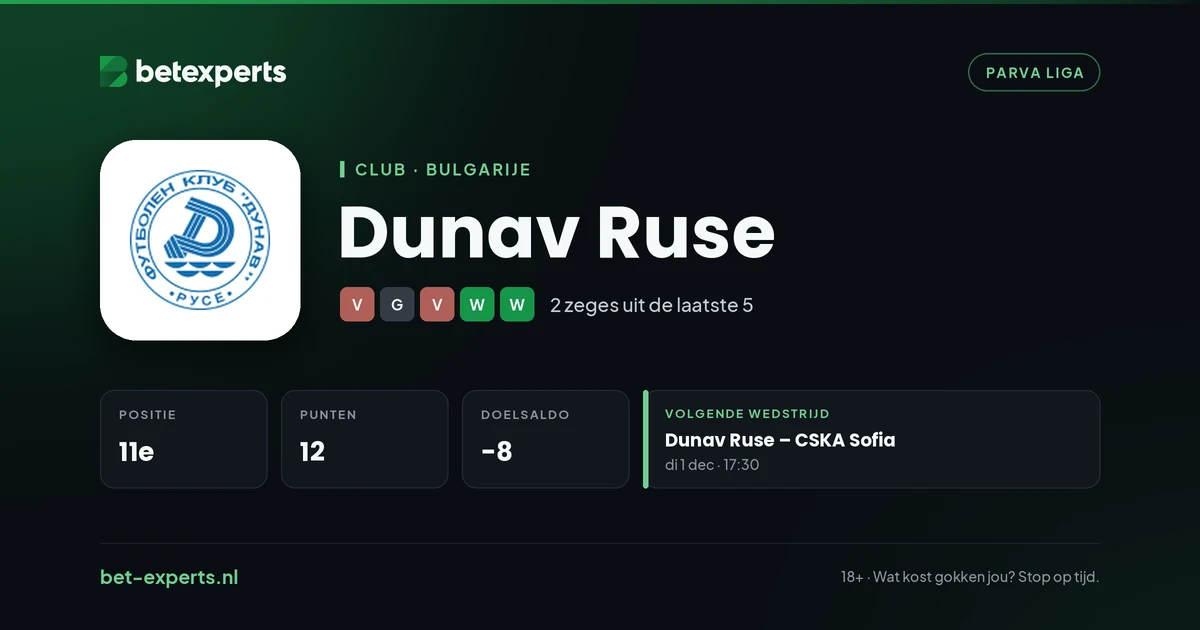 betexperts
PARVA LIGA
ФУТБОЛЕН КЛУБ "ДУНАВ"
• РУСЕ •
CLUB · BULGARIJE
Dunav Ruse
V G V W W 2 zeges uit de laatste 5
POSITIE
11e
PUNTEN
12
DOELSALDO
-8
VOLGENDE WEDSTRIJD
Dunav Ruse – CSKA Sofia
di 1 dec · 17:30
bet-experts.nl
18+ · Wat kost gokken jou? Stop op tijd.